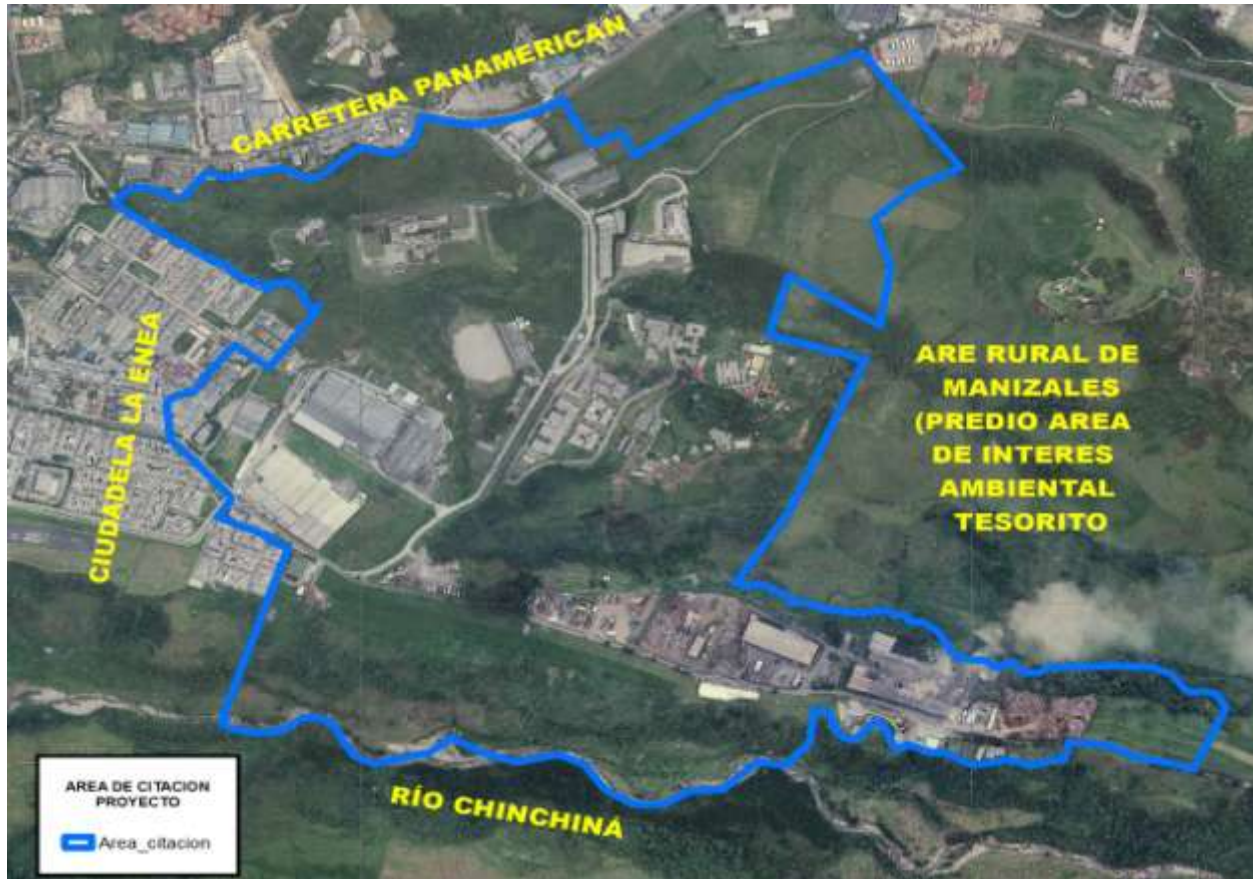 CARRETERA PANAMERICAN
CIUDADELA LA ENEA
ARE RURAL DE
MANIZALES
(PREDIO AREA
DE INTERES
AMBIENTAL
TESORITO
RÍO CHINCHINÁ
AREA DE CITACION
PROYECTO
Area_citacion